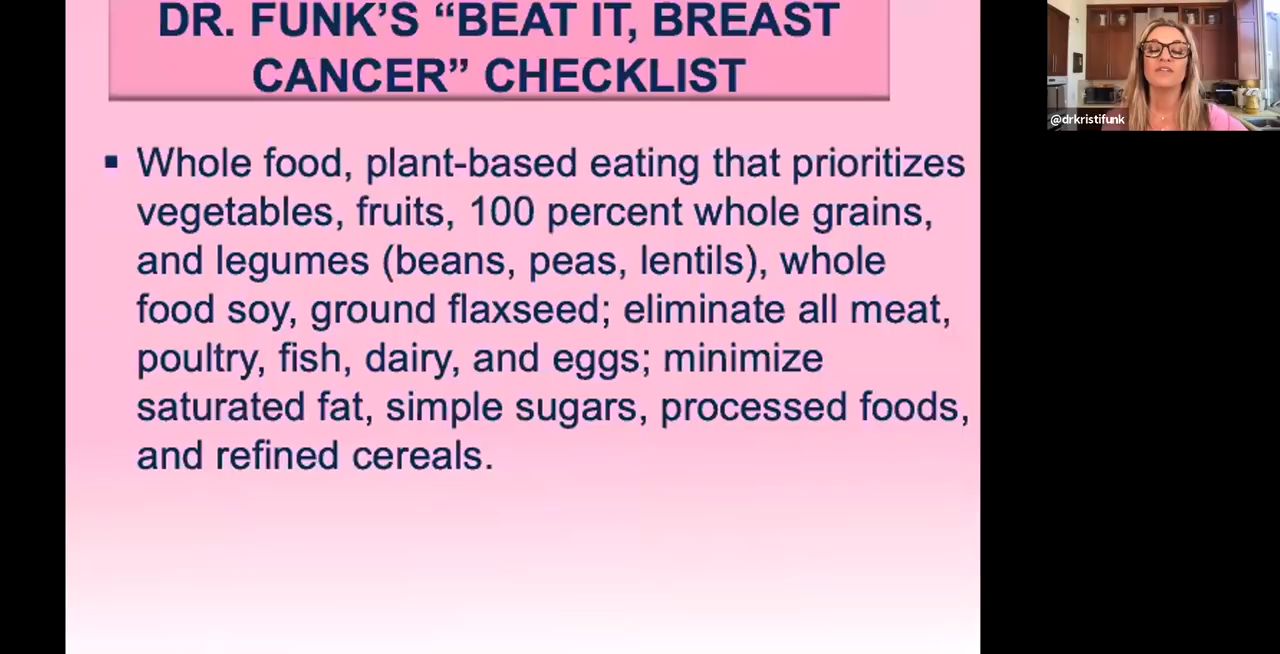 DR. FUNK’S “BEAT IT, BREAST
CANCER” CHECKLIST
@drkristifunk
▪ Whole food, plant-based eating that prioritizes
vegetables, fruits, 100 percent whole grains,
and legumes (beans, peas, lentils), whole
food soy, ground flaxseed; eliminate all meat,
poultry, fish, dairy, and eggs; minimize
saturated fat, simple sugars, processed foods,
and refined cereals.